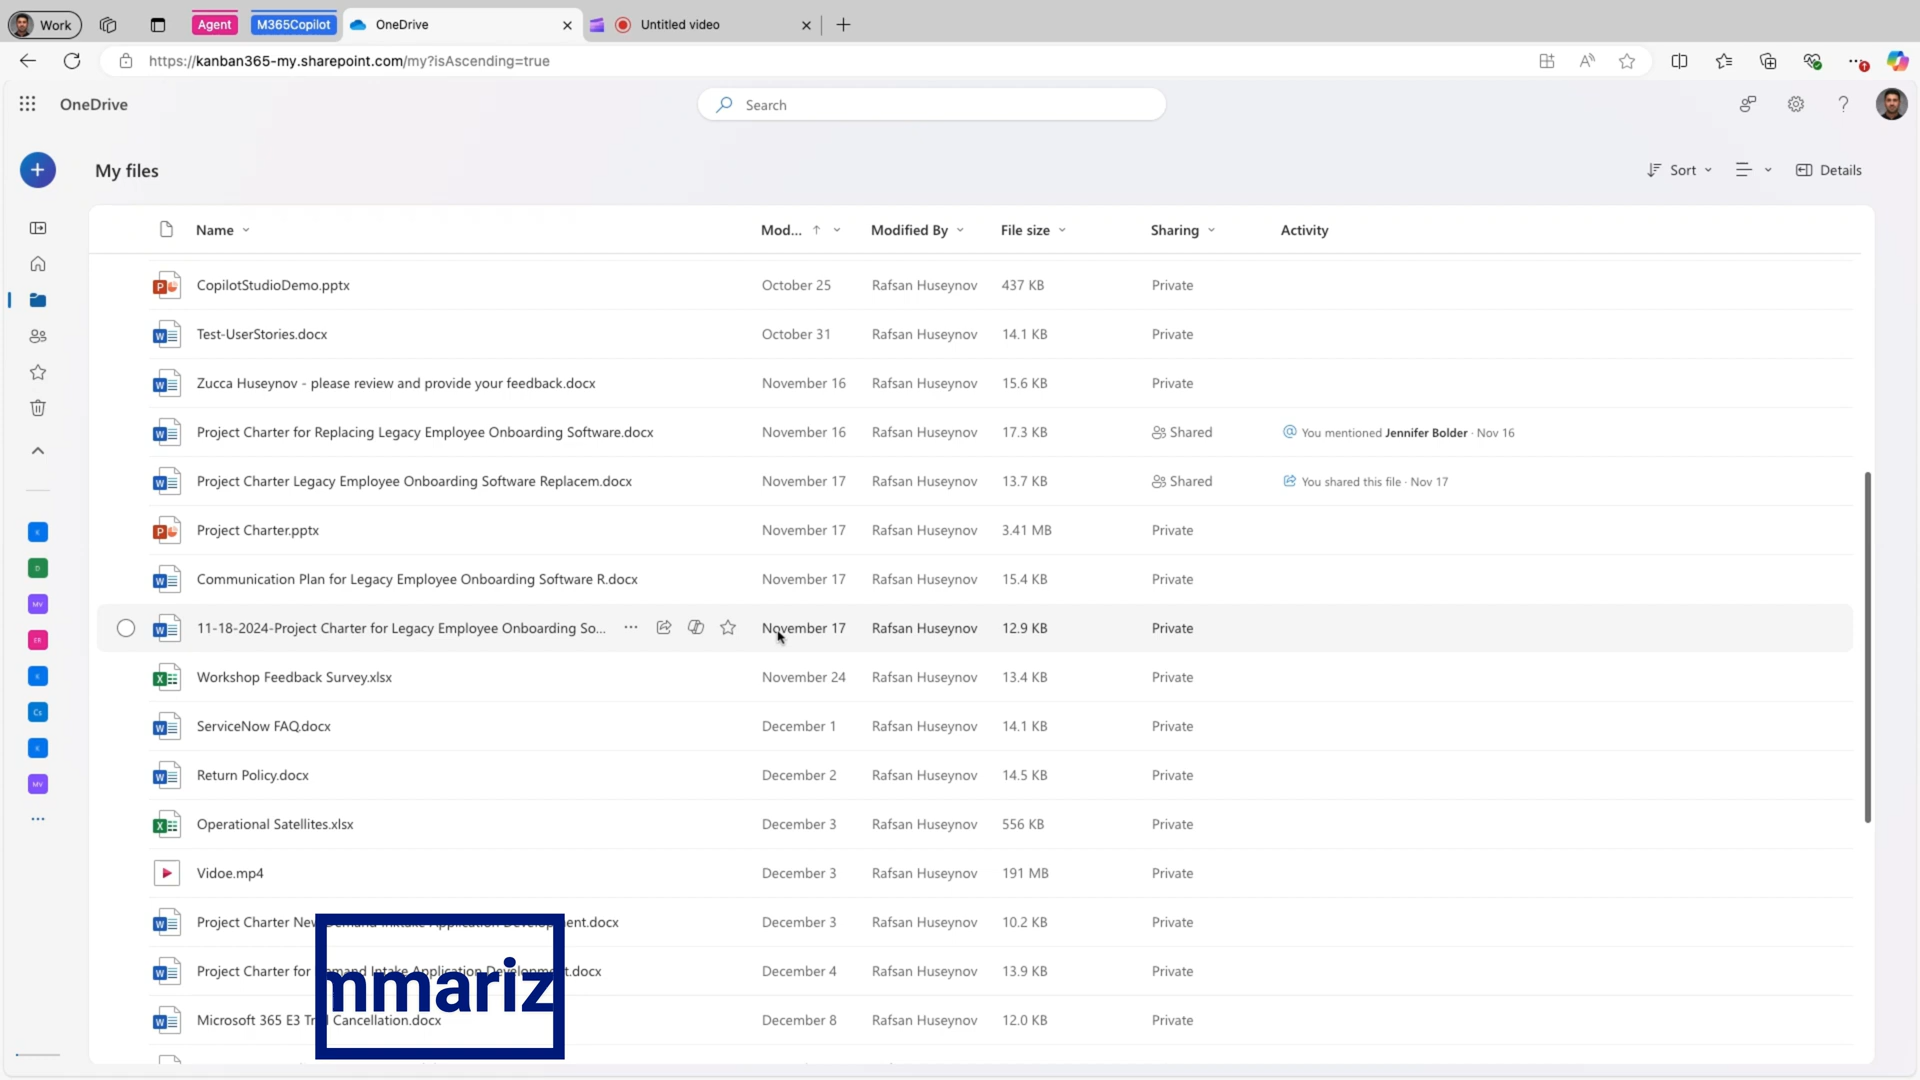 Work
Agent
M365Copilot
OneDrive
Untitled video
https://kanban365-my.sharepoint.com/my?isAscending=true
OneDrive
Search
My files
Sort
Details
Name
Mod...
Modified By
File size
Sharing
Activity
CopilotStudioDemo.pptx October 25 Rafsan Huseynov 437 KB Private
Test-UserStories.docx October 31 Rafsan Huseynov 14.1 KB Private
Zucca Huseynov - please review and provide your feedback.docx November 16 Rafsan Huseynov 15.6 KB Private
Project Charter for Replacing Legacy Employee Onboarding Software.docx November 16 Rafsan Huseynov 17.3 KB Shared You mentioned Jennifer Bolder · Nov 16
Project Charter Legacy Employee Onboarding Software Replacem.docx November 17 Rafsan Huseynov 13.7 KB Shared You shared this file · Nov 17
Project Charter.pptx November 17 Rafsan Huseynov 3.41 MB Private
Communication Plan for Legacy Employee Onboarding Software R.docx November 17 Rafsan Huseynov 15.4 KB Private
11-18-2024-Project Charter for Legacy Employee Onboarding So... November 17 Rafsan Huseynov 12.9 KB Private
Workshop Feedback Survey.xlsx November 24 Rafsan Huseynov 13.4 KB Private
ServiceNow FAQ.docx December 1 Rafsan Huseynov 14.1 KB Private
Return Policy.docx December 2 Rafsan Huseynov 14.5 KB Private
Operational Satellites.xlsx December 3 Rafsan Huseynov 556 KB Private
Vidoe.mp4 December 3 Rafsan Huseynov 191 MB Private
Project Charter New Demand Application December 3 Rafsan Huseynov 10.2 KB Private
Project Charter for Demand Intake Application Development.docx December 4 Rafsan Huseynov 13.9 KB Private
mmariz
Microsoft 365 E3 Trial Cancellation.docx December 8 Rafsan Huseynov 12.0 KB Private